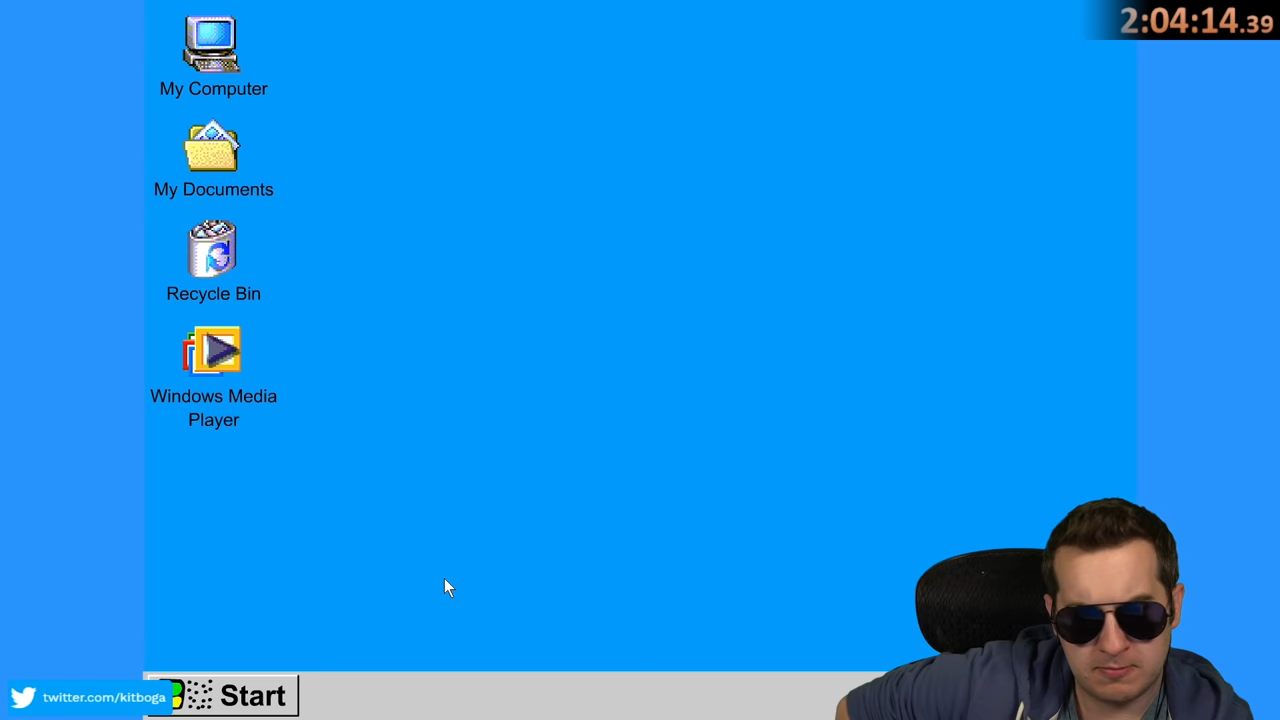 2:04:14.39
My Computer
My Documents
Recycle Bin
Windows Media
Player
twitter.com/kitboga
Start